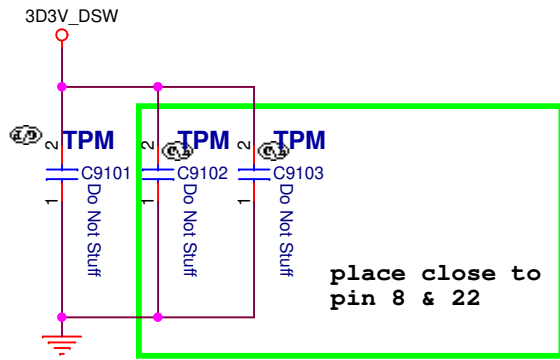 3D3V_DSW
TPM TPM TPM
2 2 2
C9101 C9102 C9103
1 1 1
Do Not Stuff Do Not Stuff Do Not Stuff
place close to
pin 8 & 22